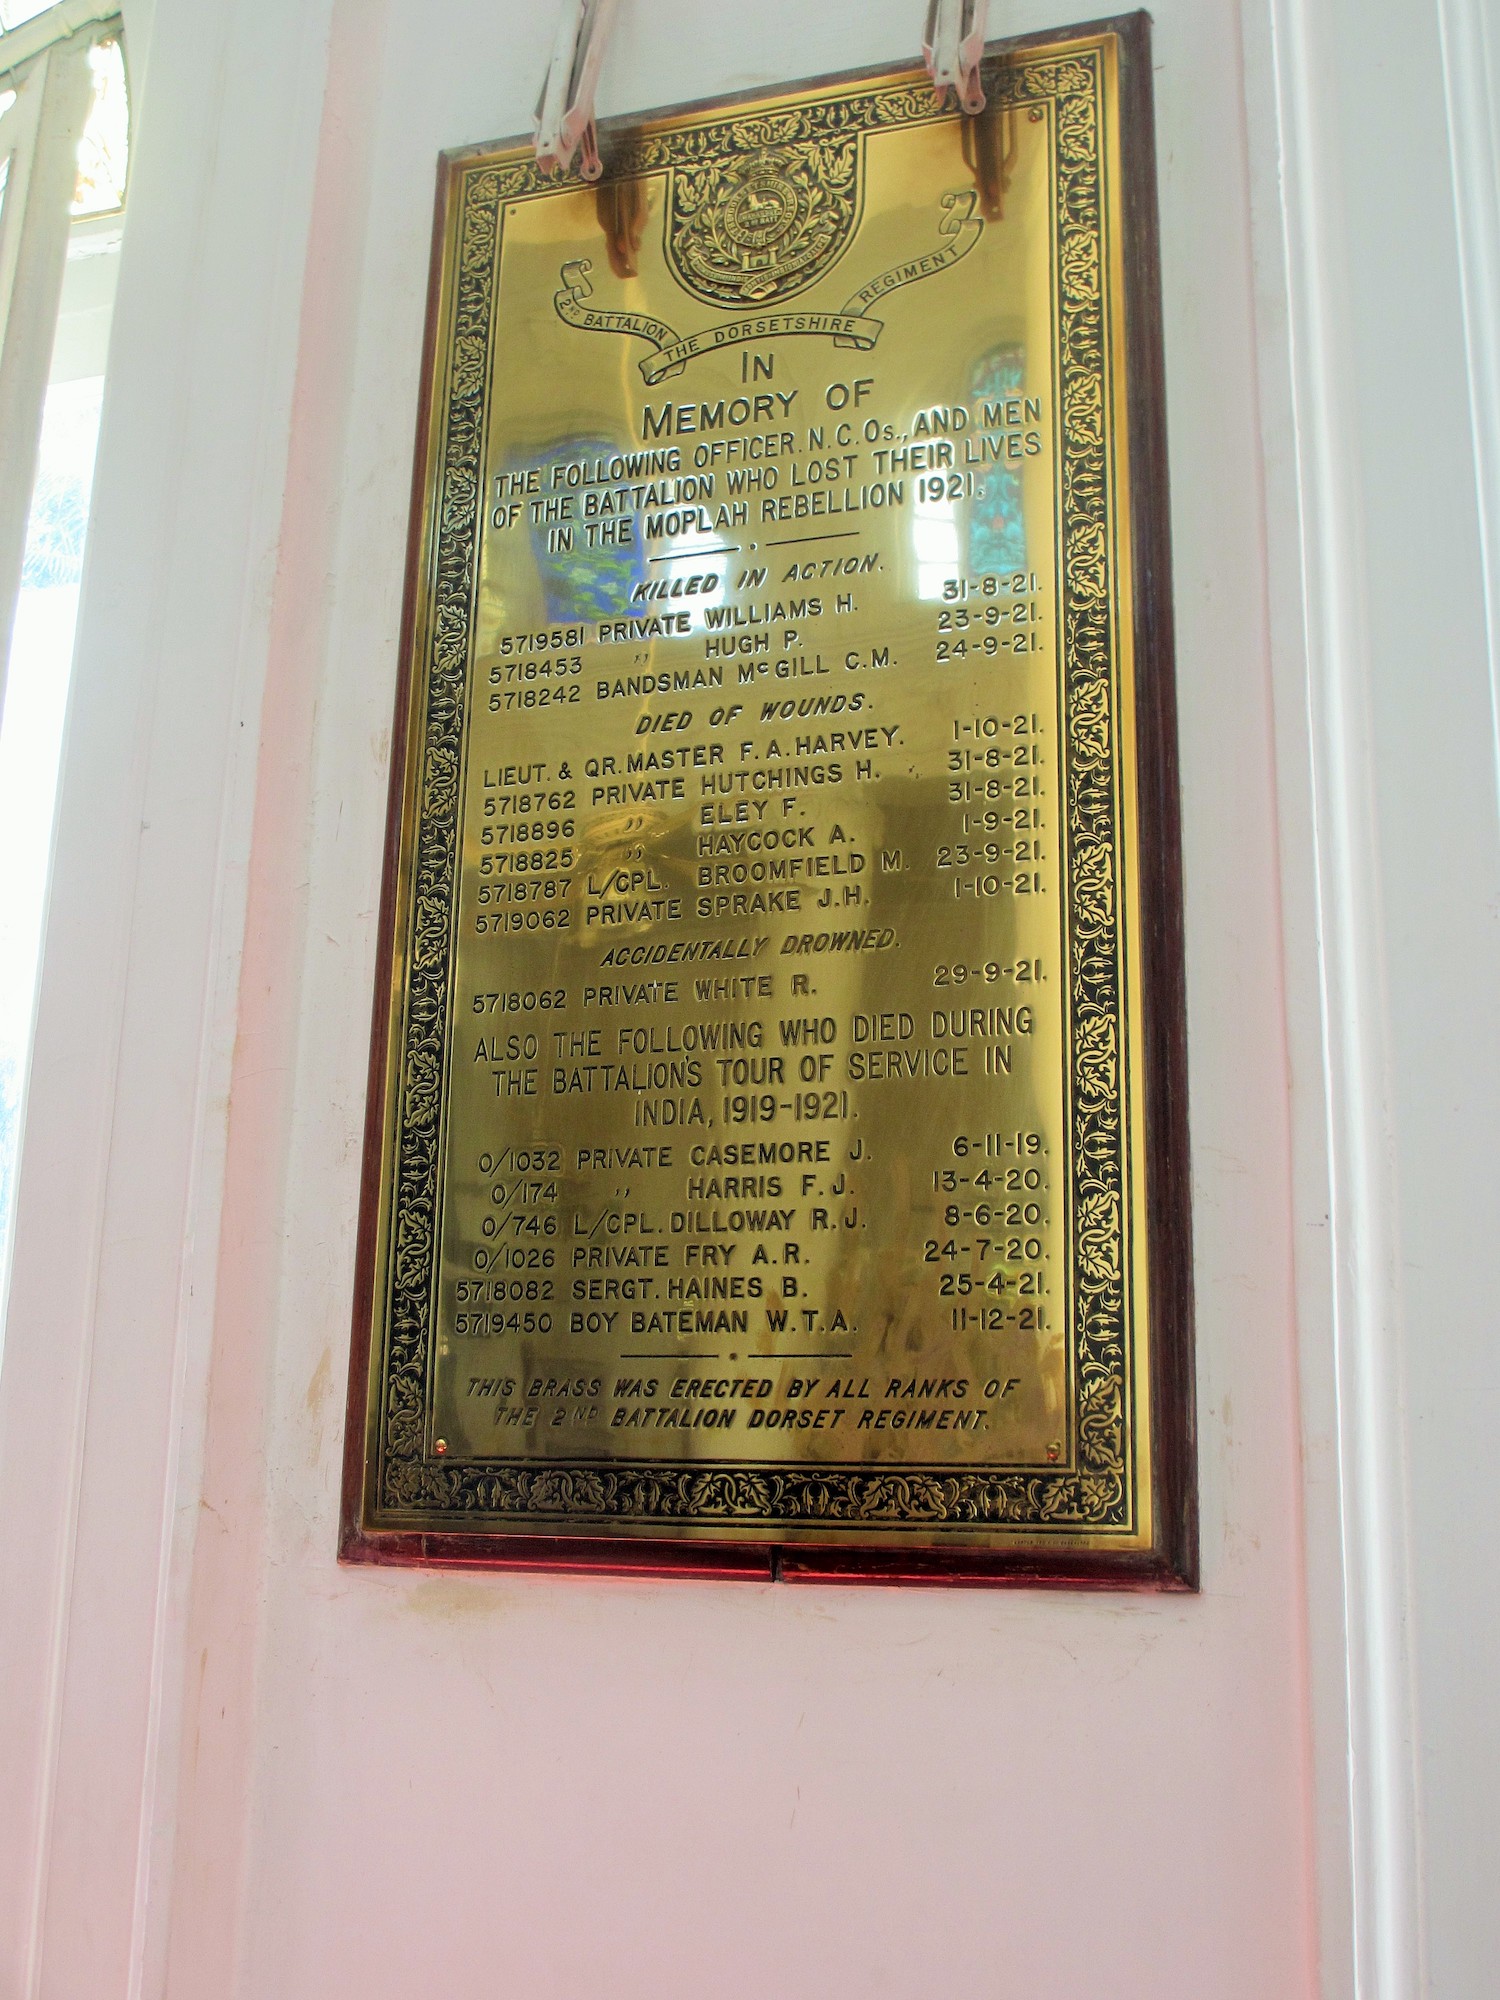 2ND BATTALION THE DORSETSHIRE REGIMENT
IN
MEMORY OF
THE FOLLOWING OFFICER. N.C.Os., AND MEN
OF THE BATTALION WHO LOST THEIR LIVES
IN THE MOPLAH REBELLION 1921.
KILLED IN ACTION.
5719581 PRIVATE WILLIAMS H. 31-8-21.
5718453 " HUGH P. 23-9-21.
5718242 BANDSMAN McGILL C.M. 24-9-21.
DIED OF WOUNDS.
LIEUT. & QR. MASTER F. A. HARVEY. 1-10-21.
5718762 PRIVATE HUTCHINGS H. 31-8-21.
5718896 " ELEY F. 31-8-21.
5718825 " HAYCOCK A. 1-9-21.
5718787 L/CPL. BROOMFIELD M. 23-9-21.
5719062 PRIVATE SPRAKE J.H. 1-10-21.
ACCIDENTALLY DROWNED.
5718062 PRIVATE WHITE R. 29-9-21.
ALSO THE FOLLOWING WHO DIED DURING
THE BATTALION'S TOUR OF SERVICE IN
INDIA, 1919-1921.
0/1032 PRIVATE CASEMORE J. 6-11-19.
0/174 " HARRIS F. J. 13-4-20.
0/746 L/CPL. DILLOWAY R. J. 8-6-20.
0/1026 PRIVATE FRY A.R. 24-7-20.
5718082 SERGT. HAINES B. 25-4-21.
5719450 BOY BATEMAN W.T.A. 11-12-21.
THIS BRASS WAS ERECTED BY ALL RANKS OF
THE 2ND BATTALION DORSET REGIMENT.